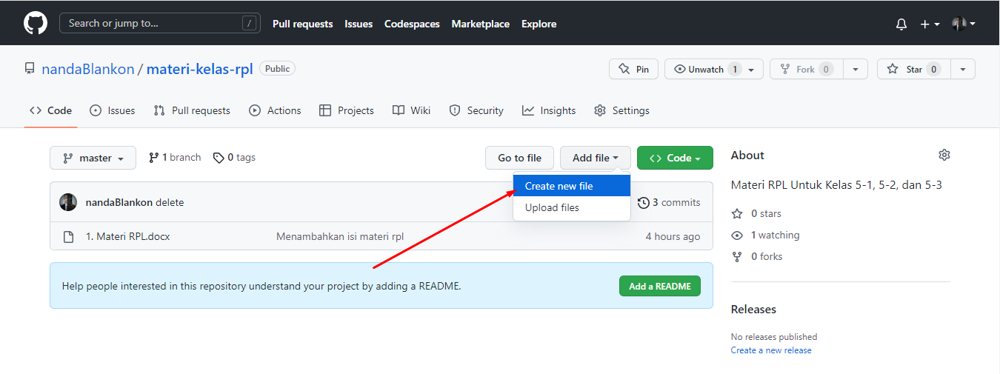 Search or jump to... / Pull requests Issues Codespaces Marketplace Explore
nandaBlankon / materi-kelas-rpl Public Pin Unwatch 1 Fork 0 Star 0
Code Issues Pull requests Actions Projects Wiki Security Insights Settings
master 1 branch 0 tags Go to file Add file Code
Create new file
Upload files
nandaBlankon delete 3 commits
1. Materi RPL.docx Menambahkan isi materi rpl 4 hours ago
Help people interested in this repository understand your project by adding a README. Add a README
About
Materi RPL Untuk Kelas 5-1, 5-2, dan 5-3
0 stars
1 watching
0 forks
Releases
No releases published
Create a new release